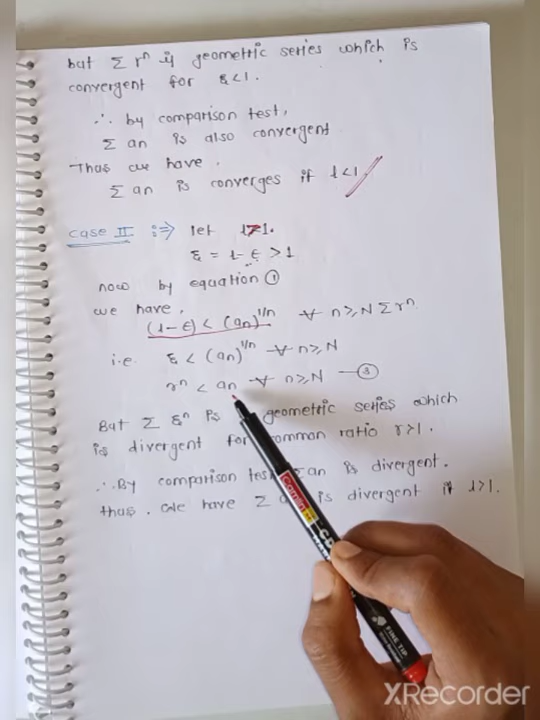 but Σ rⁿ is geometric series which is
convergent for r<1.
∴ by comparison test,
Σ an is also convergent
Thus we have.
Σ an is converges if l<1
Case II :⇒ let l>1.
r = l-ε > 1
now by equation ①
we have,
(l-ε) < (an)^1/n ∀ n≥N Σ rⁿ
i.e. r < (an)^1/n ∀ n≥N
rⁿ < an ∀ n≥N —③
But Σ rⁿ is geometric series which
is divergent for common ratio r>1.
∴ By comparison test Σ an is divergent.
thus. we have Σ is divergent if l>1.
Camlin
FINE TIP
XRecorder